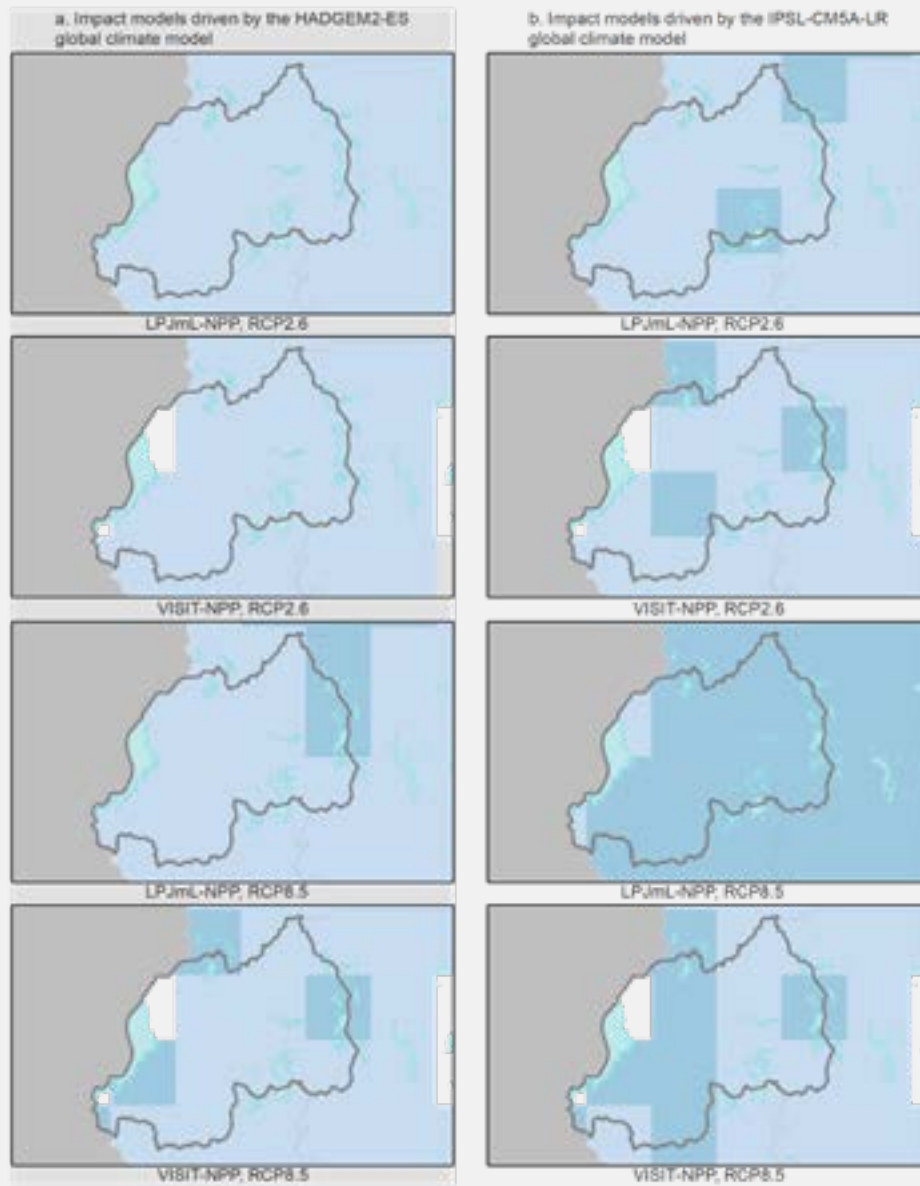 a. Impact models driven by the HADGEM2-ES
global climate model
b. Impact models driven by the IPSL-CM5A-LR
global climate model
LPJmL-NPP, RCP2.6
LPJmL-NPP, RCP2.6
VISIT-NPP, RCP2.6
VISIT-NPP, RCP2.6
LPJmL-NPP, RCP8.5
LPJmL-NPP, RCP8.5
VISIT-NPP, RCP8.5
VISIT-NPP, RCP8.5